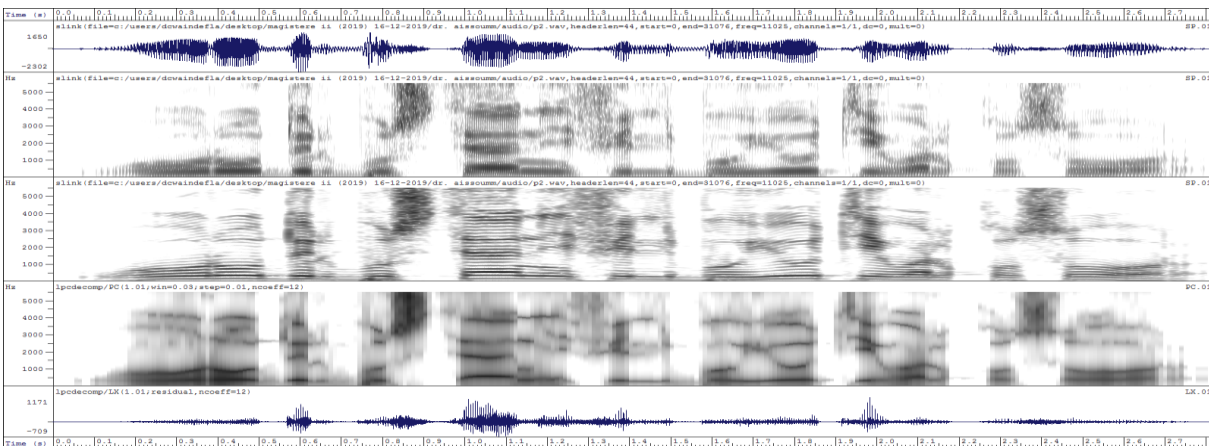 Time (s) 0.0 0.1 0.2 0.3 0.4 0.5 0.6 0.7 0.8 0.9 1.0 1.1 1.2 1.3 1.4 1.5 1.6 1.7 1.8 1.9 2.0 2.1 2.2 2.3 2.4 2.5 2.6 2.7
slink(file=c:/users/dcwaindefla/desktop/magistere ii (2019) 16-12-2019/dr. aissoumm/audio/p2.wav,headerlen=44,start=0,end=31076,freq=11025,channels=1/1,dc=0,mult=0) SP.01
1650
-2302
Hz slink(file=c:/users/dcwaindefla/desktop/magistere ii (2019) 16-12-2019/dr. aissoumm/audio/p2.wav,headerlen=44,start=0,end=31076,freq=11025,channels=1/1,dc=0,mult=0) SP.01
5000
4000
3000
2000
1000
Hz slink(file=c:/users/dcwaindefla/desktop/magistere ii (2019) 16-12-2019/dr. aissoumm/audio/p2.wav,headerlen=44,start=0,end=31076,freq=11025,channels=1/1,dc=0,mult=0) SP.01
5000
4000
3000
2000
1000
Hz lpcdecomp/PC(1.01;win=0.03;step=0.01,ncoeff=12) PC.01
5000
4000
3000
2000
1000
lpcdecomp/LX(1.01;residual,ncoeff=12) LX.01
1171
-709
Time (s) 0.0 0.1 0.2 0.3 0.4 0.5 0.6 0.7 0.8 0.9 1.0 1.1 1.2 1.3 1.4 1.5 1.6 1.7 1.8 1.9 2.0 2.1 2.2 2.3 2.4 2.5 2.6 2.7